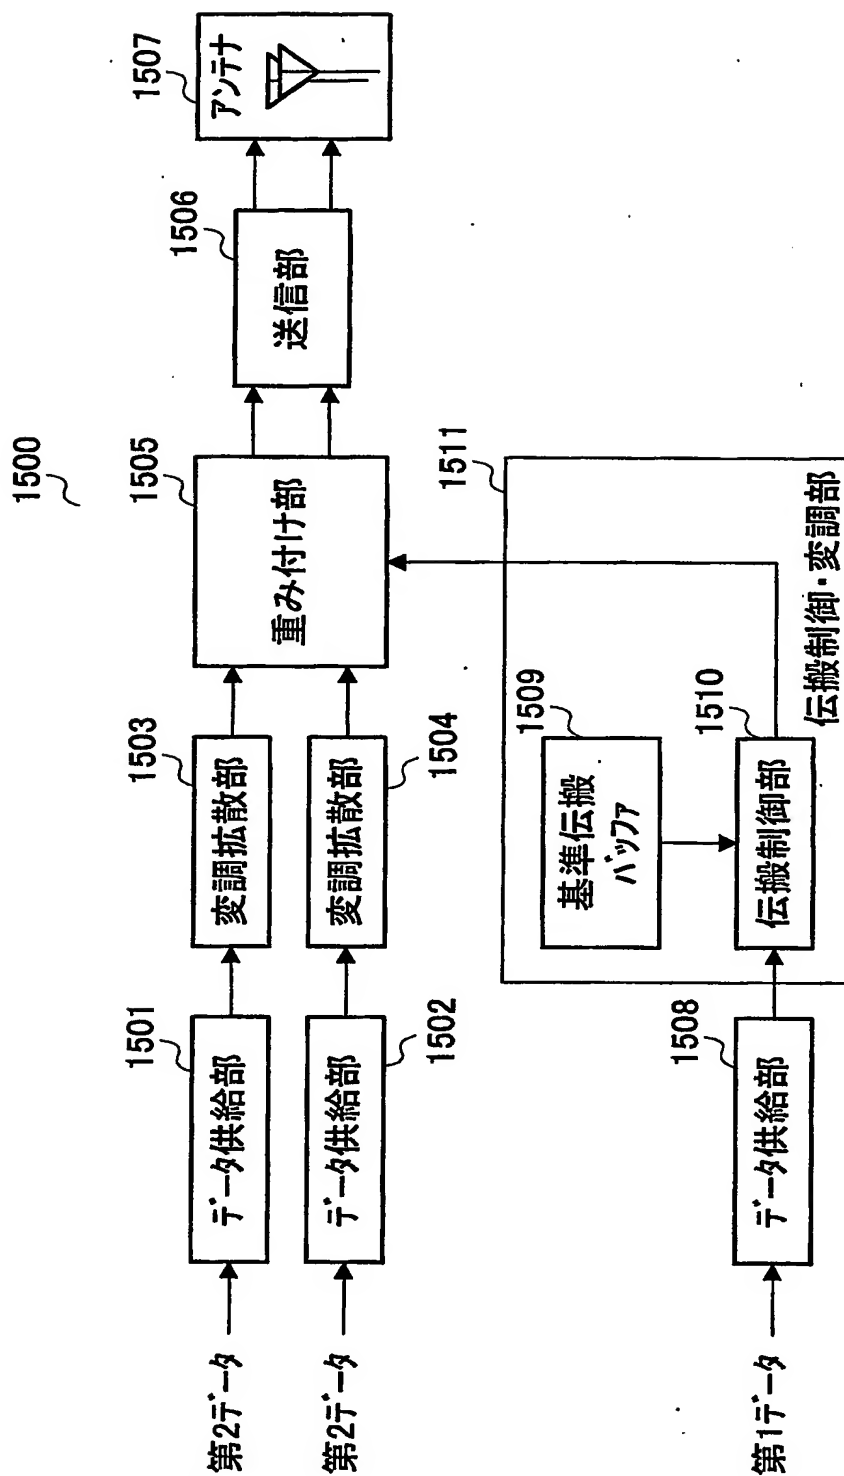 1500
第2データ
1501
データ供給部
1503
変調拡散部
1505
重み付け部
1506
送信部
1507
アンテナ
第2データ
1502
データ供給部
1504
変調拡散部
1511
1509
基準伝搬
バッファ
第1データ
1508
データ供給部
1510
伝搬制御部
伝搬制御・変調部